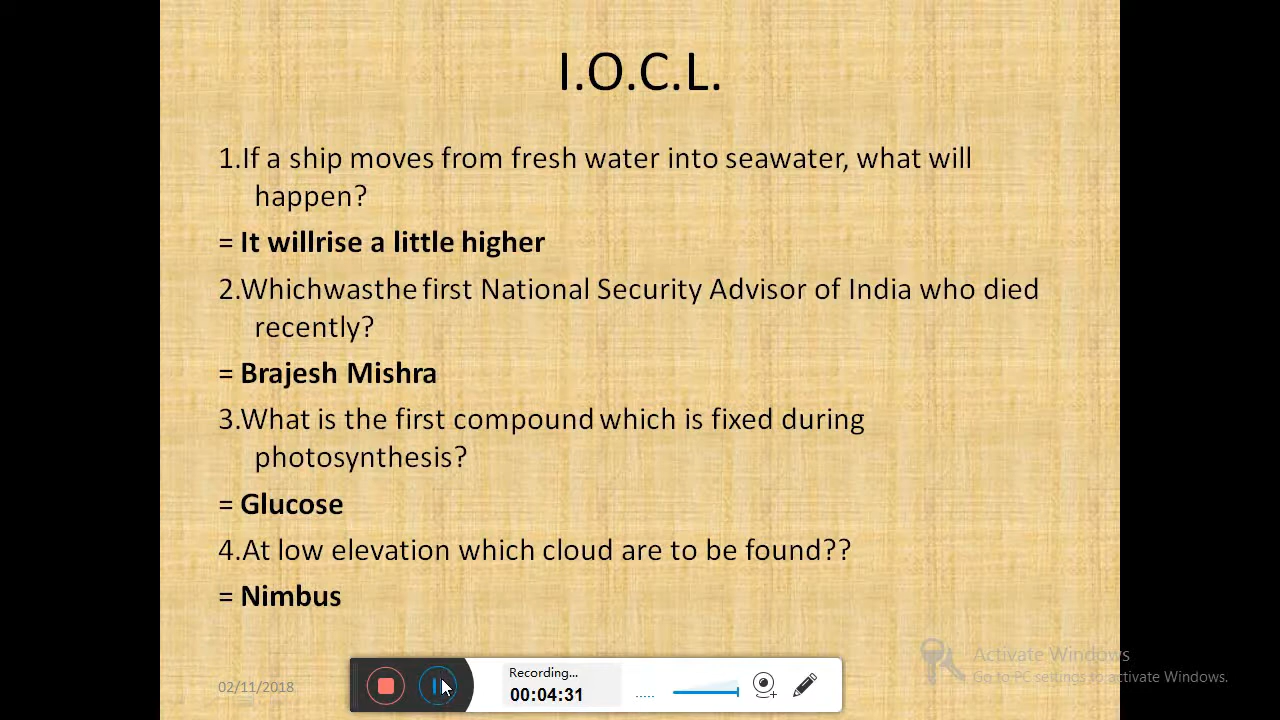 I.O.C.L.
1.If a ship moves from fresh water into seawater, what will
happen?
= It willrise a little higher
2.Whichwasthe first National Security Advisor of India who died
recently?
= Brajesh Mishra
3.What is the first compound which is fixed during
photosynthesis?
= Glucose
4.At low elevation which cloud are to be found??
= Nimbus
02/11/2018
Recording...
00:04:31
Activate Windows
Go to PC settings to activate Windows.